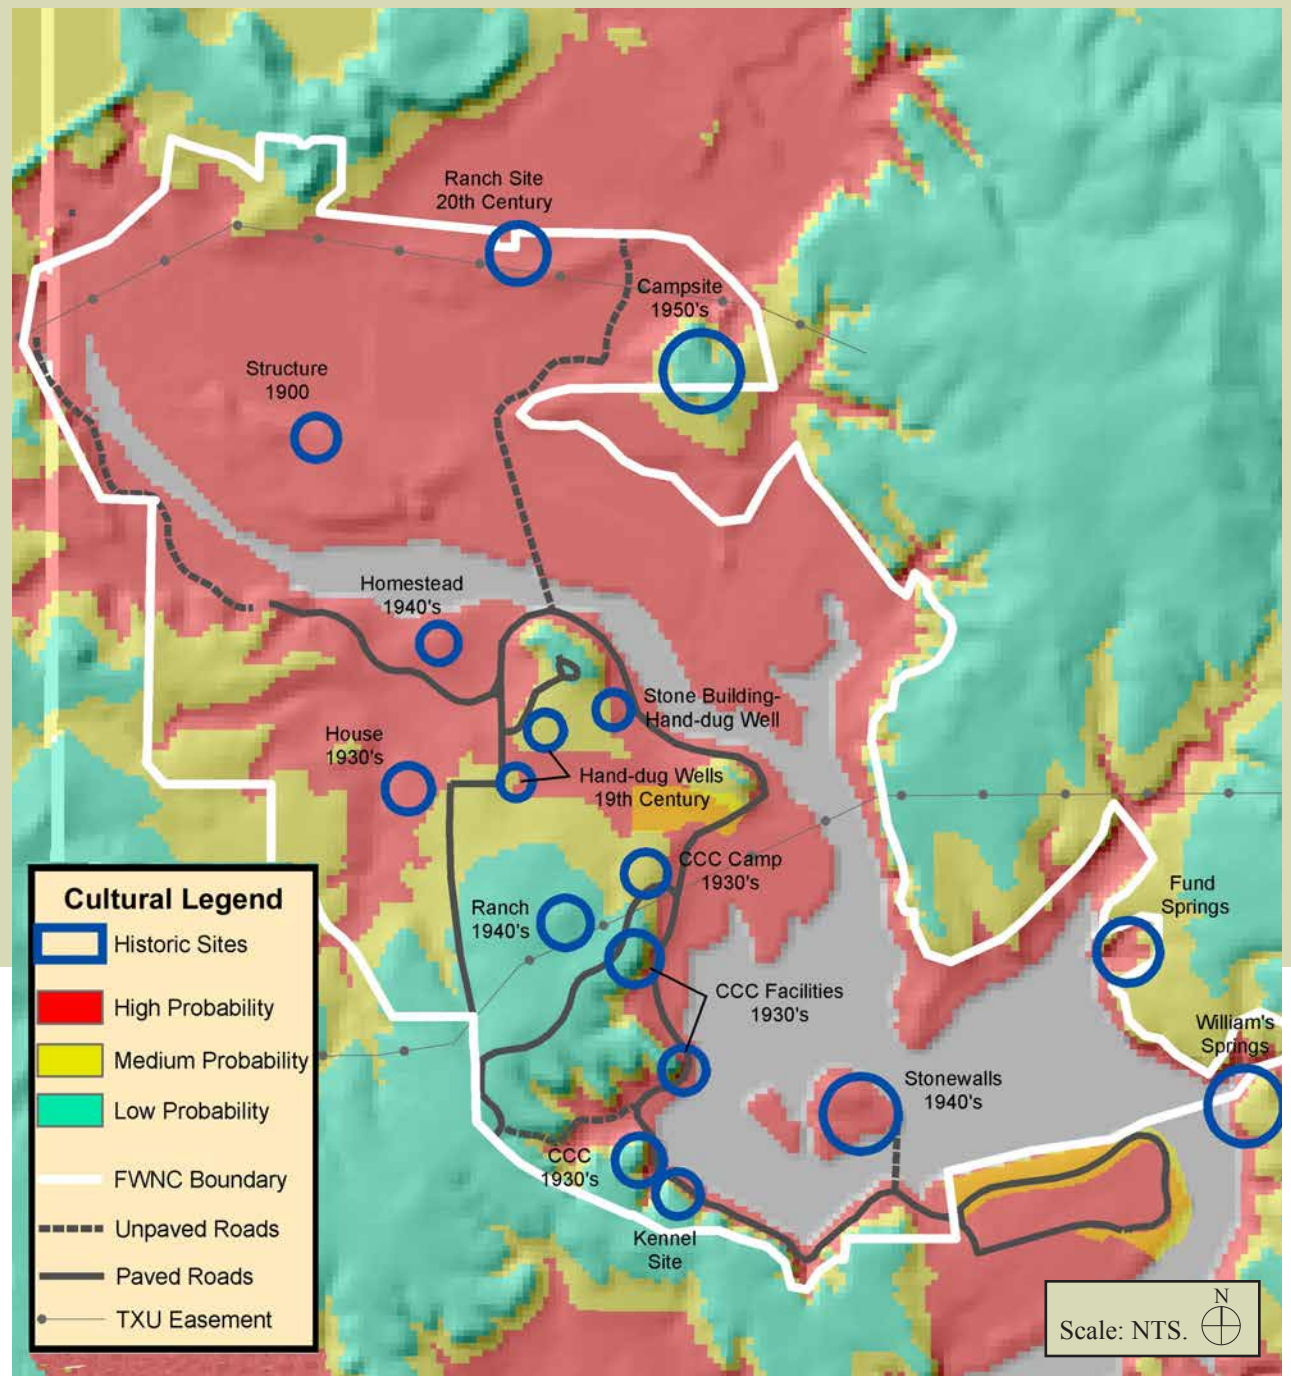 Ranch Site
20th Century
Campsite
1950's
Structure
1900
Homestead
1940's
Stone Building-
Hand-dug Well
House
1930's
Hand-dug Wells
19th Century
CCC Camp
1930's
Ranch
1940's
Fund
Springs
CCC Facilities
1930's
William's
Springs
Stonewalls
1940's
CCC
1930's
Kennel
Site
Cultural Legend
Historic Sites
High Probability
Medium Probability
Low Probability
FWNC Boundary
Unpaved Roads
Paved Roads
TXU Easement
N
Scale: NTS.